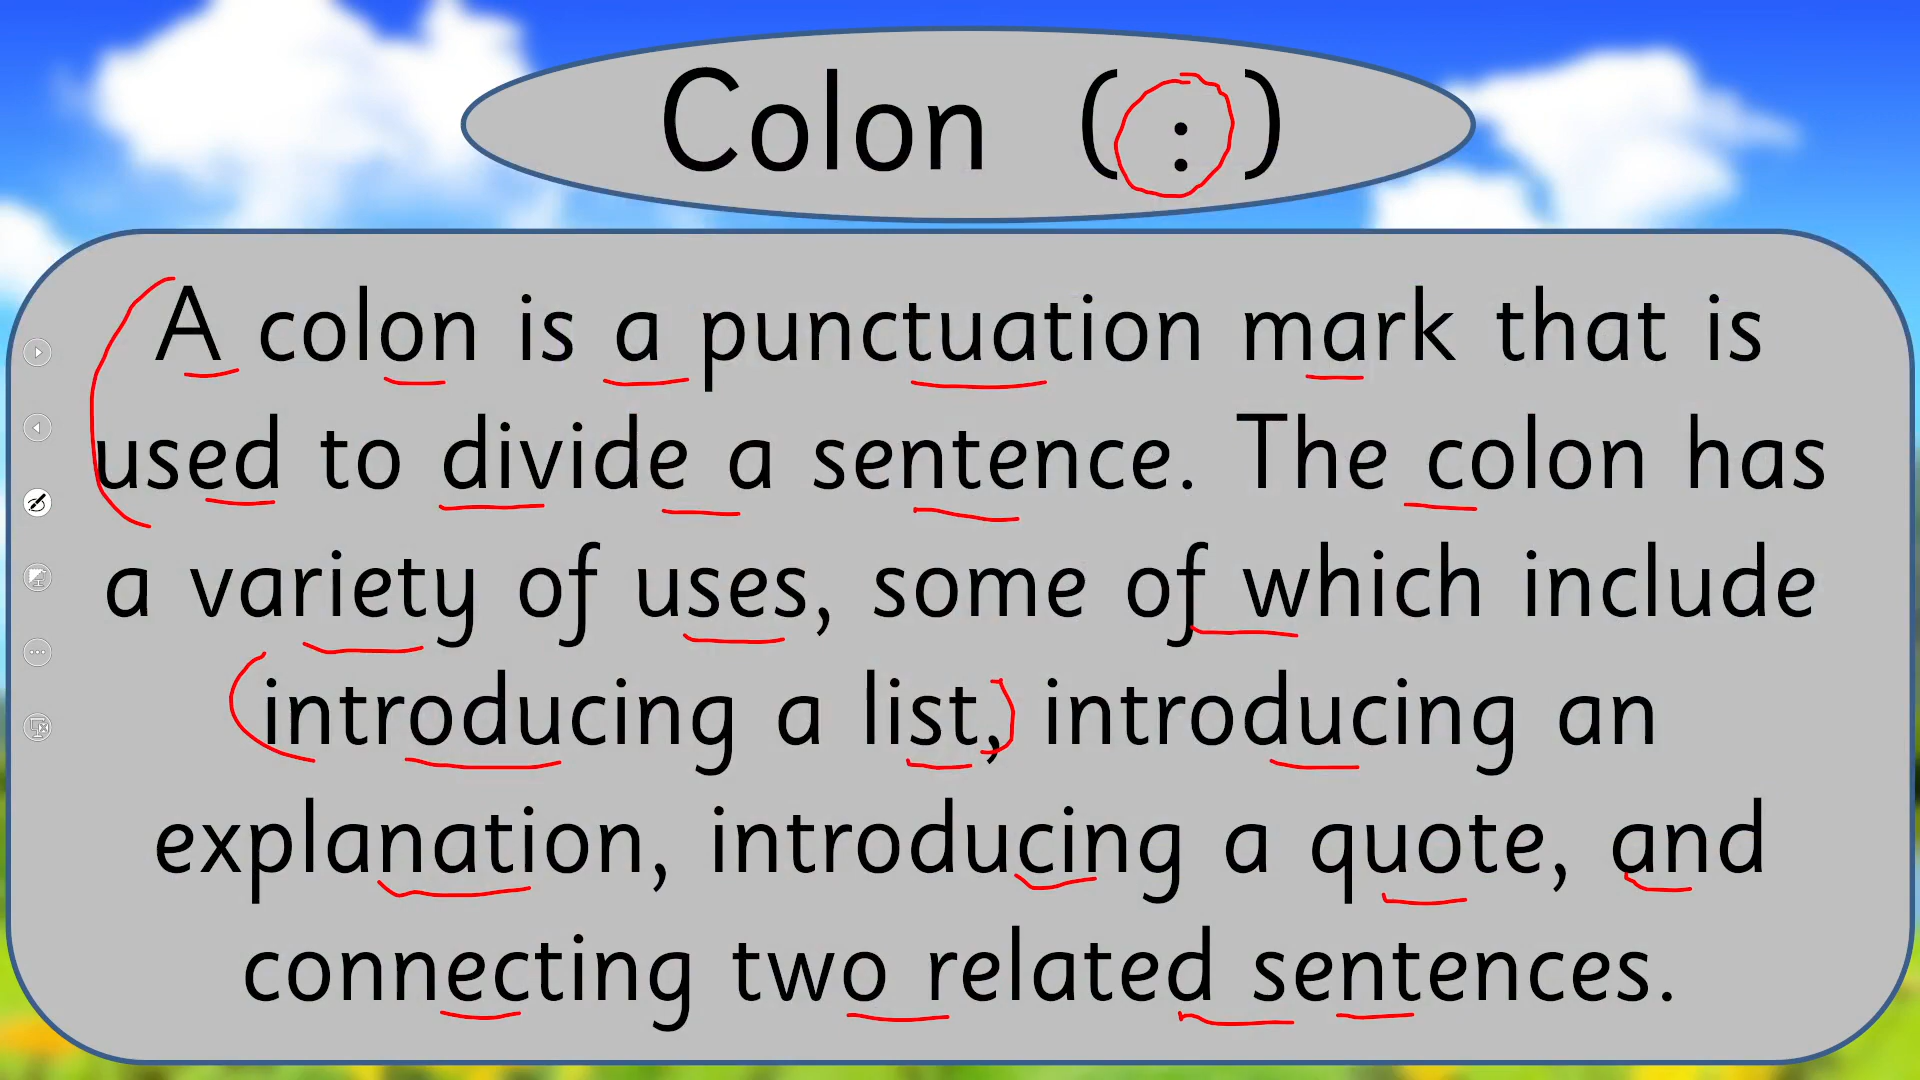 Colon ( : )
A colon is a punctuation mark that is
used to divide a sentence. The colon has
a variety of uses, some of which include
introducing a list, introducing an
explanation, introducing a quote, and
connecting two related sentences.